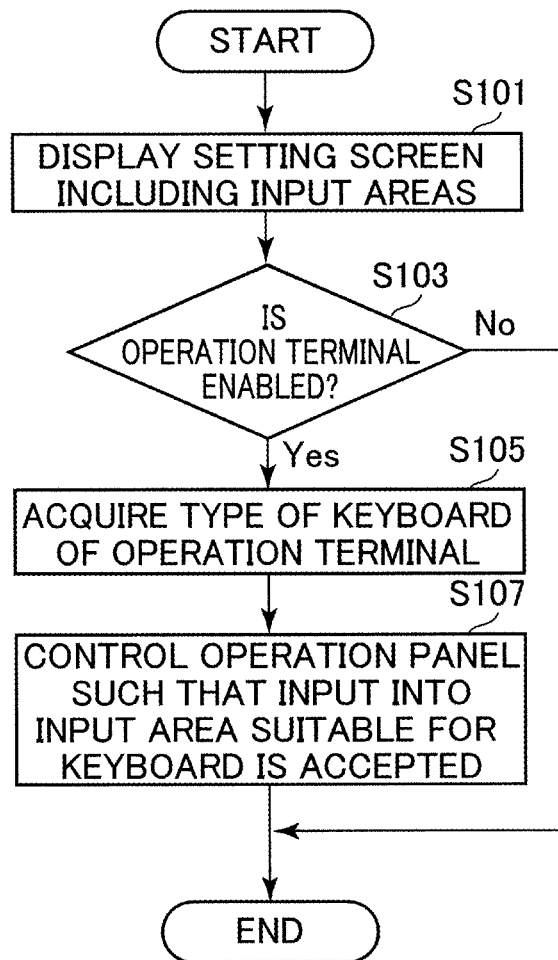 START
S101
DISPLAY SETTING SCREEN
INCLUDING INPUT AREAS
S103
IS
OPERATION TERMINAL
ENABLED?
No
Yes
S105
ACQUIRE TYPE OF KEYBOARD
OF OPERATION TERMINAL
S107
CONTROL OPERATION PANEL
SUCH THAT INPUT INTO
INPUT AREA SUITABLE FOR
KEYBOARD IS ACCEPTED
END